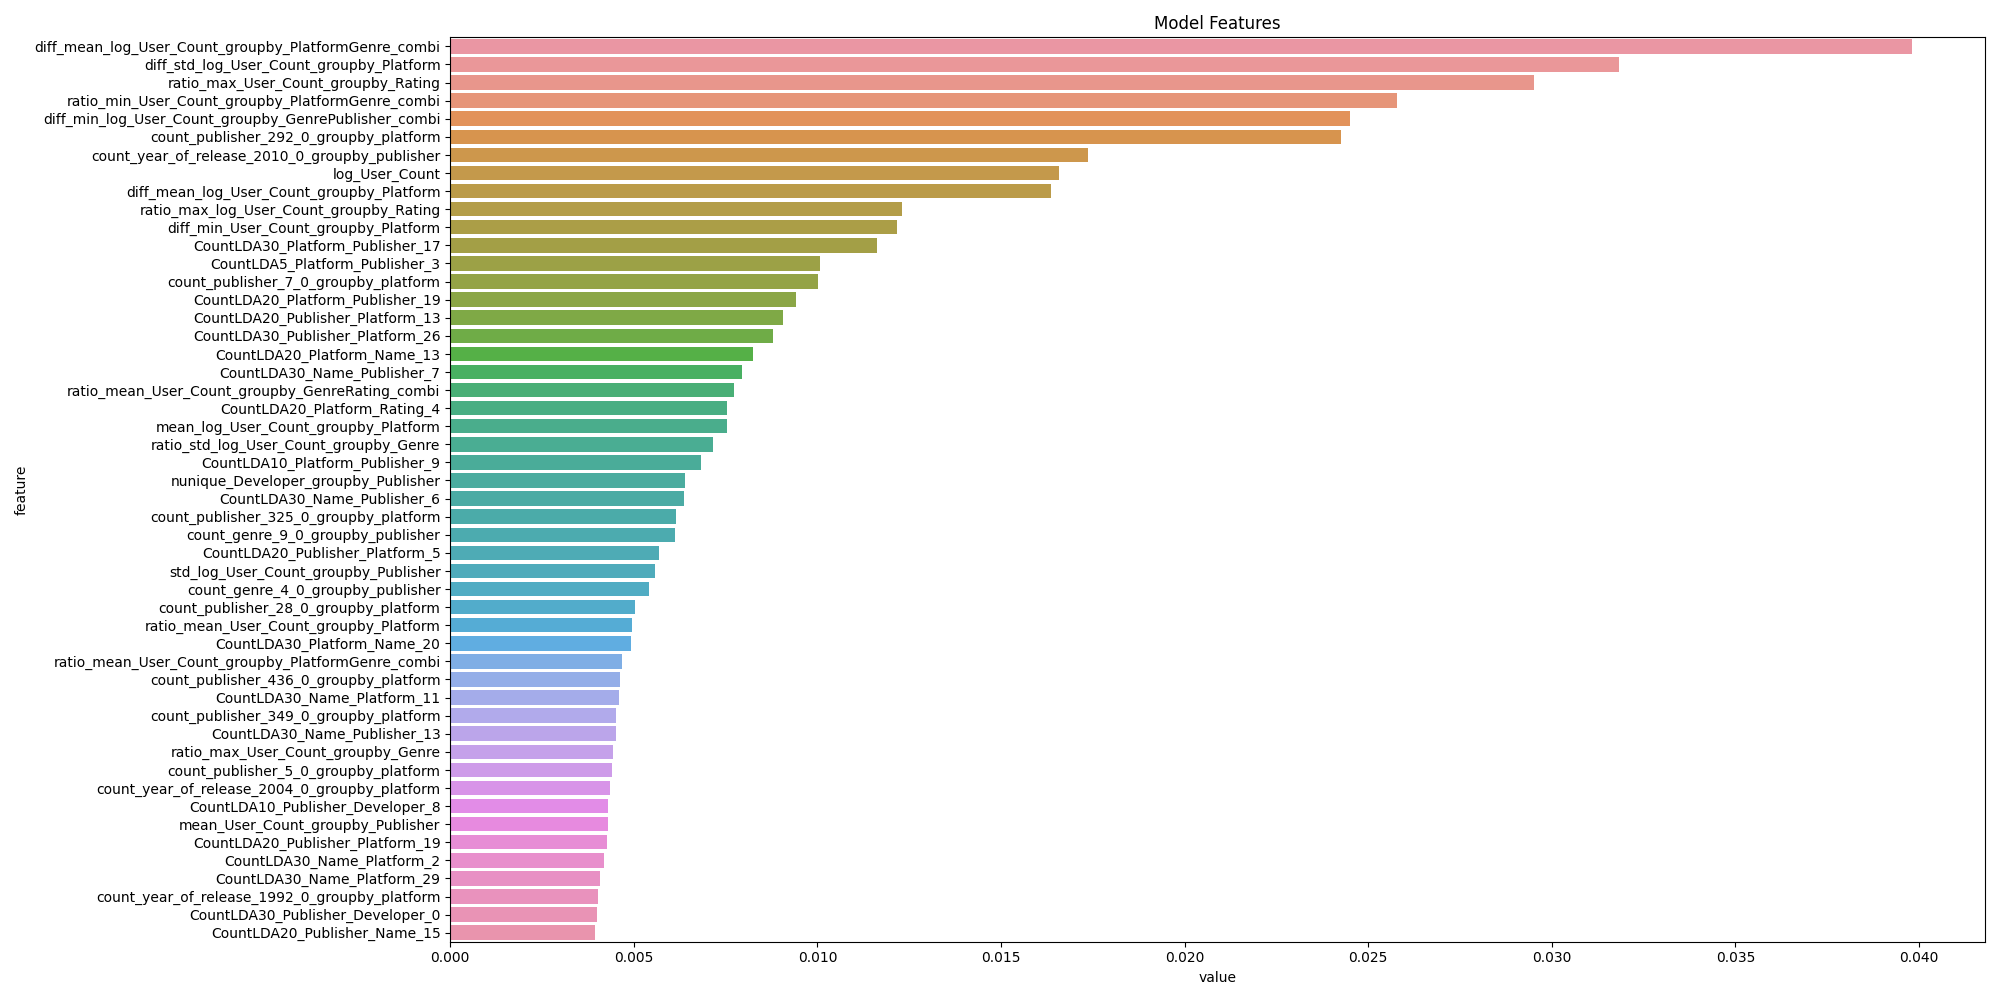 Model Features
diff_mean_log_User_Count_groupby_PlatformGenre_combi
diff_std_log_User_Count_groupby_Platform
ratio_max_User_Count_groupby_Rating
ratio_min_User_Count_groupby_PlatformGenre_combi
diff_min_log_User_Count_groupby_GenrePublisher_combi
count_publisher_292_0_groupby_platform
count_year_of_release_2010_0_groupby_publisher
log_User_Count
diff_mean_log_User_Count_groupby_Platform
ratio_max_log_User_Count_groupby_Rating
diff_min_User_Count_groupby_Platform
CountLDA30_Platform_Publisher_17
CountLDA5_Platform_Publisher_3
count_publisher_7_0_groupby_platform
CountLDA20_Platform_Publisher_19
CountLDA20_Publisher_Platform_13
CountLDA30_Publisher_Platform_26
CountLDA20_Platform_Name_13
CountLDA30_Name_Publisher_7
ratio_mean_User_Count_groupby_GenreRating_combi
CountLDA20_Platform_Rating_4
mean_log_User_Count_groupby_Platform
ratio_std_log_User_Count_groupby_Genre
CountLDA10_Platform_Publisher_9
nunique_Developer_groupby_Publisher
CountLDA30_Name_Publisher_6
count_publisher_325_0_groupby_platform
count_genre_9_0_groupby_publisher
CountLDA20_Publisher_Platform_5
std_log_User_Count_groupby_Publisher
count_genre_4_0_groupby_publisher
count_publisher_28_0_groupby_platform
ratio_mean_User_Count_groupby_Platform
CountLDA30_Platform_Name_20
ratio_mean_User_Count_groupby_PlatformGenre_combi
count_publisher_436_0_groupby_platform
CountLDA30_Name_Platform_11
count_publisher_349_0_groupby_platform
CountLDA30_Name_Publisher_13
ratio_max_User_Count_groupby_Genre
count_publisher_5_0_groupby_platform
count_year_of_release_2004_0_groupby_platform
CountLDA10_Publisher_Developer_8
mean_User_Count_groupby_Publisher
CountLDA20_Publisher_Platform_19
CountLDA30_Name_Platform_2
CountLDA30_Name_Platform_29
count_year_of_release_1992_0_groupby_platform
CountLDA30_Publisher_Developer_0
CountLDA20_Publisher_Name_15
feature
0.000 0.005 0.010 0.015 0.020 0.025 0.030 0.035 0.040
value